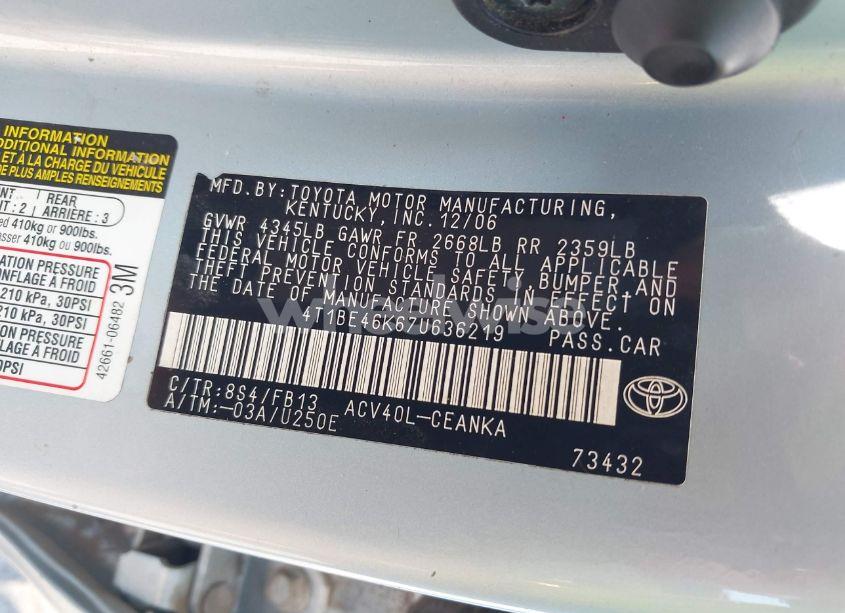 INFORMATION
ADDITIONAL INFORMATION
ET À LA CHARGE DU VÉHICULE
DE PLUS AMPLES RENSEIGNEMENTS
REAR
: 2 ARRIÈRE : 3
410kg or 900lbs.
410kg ou 900lbs.
PRESSURE
À FROID
210 kPa, 30PSI
210 kPa, 30PSI
À FROID
42661-06482 3M
MFD.BY:TOYOTA MOTOR MANUFACTURING,
KENTUCKY,INC.12/06
GVWR 4345LB GAWR FR 2668LB RR 2359LB
THIS VEHICLE CONFORMS TO ALL APPLICABLE
FEDERAL MOTOR VEHICLE SAFETY,BUMPER,AND
THEFT PREVENTION STANDARDS IN EFFECT ON
THE DATE OF MANUFACTURE SHOWN ABOVE.
4T1BE46K67U636219 PASS.CAR
C/TR:8S4/FB13
A/TM:-03A/U250E ACV40L-CEANKA
73432